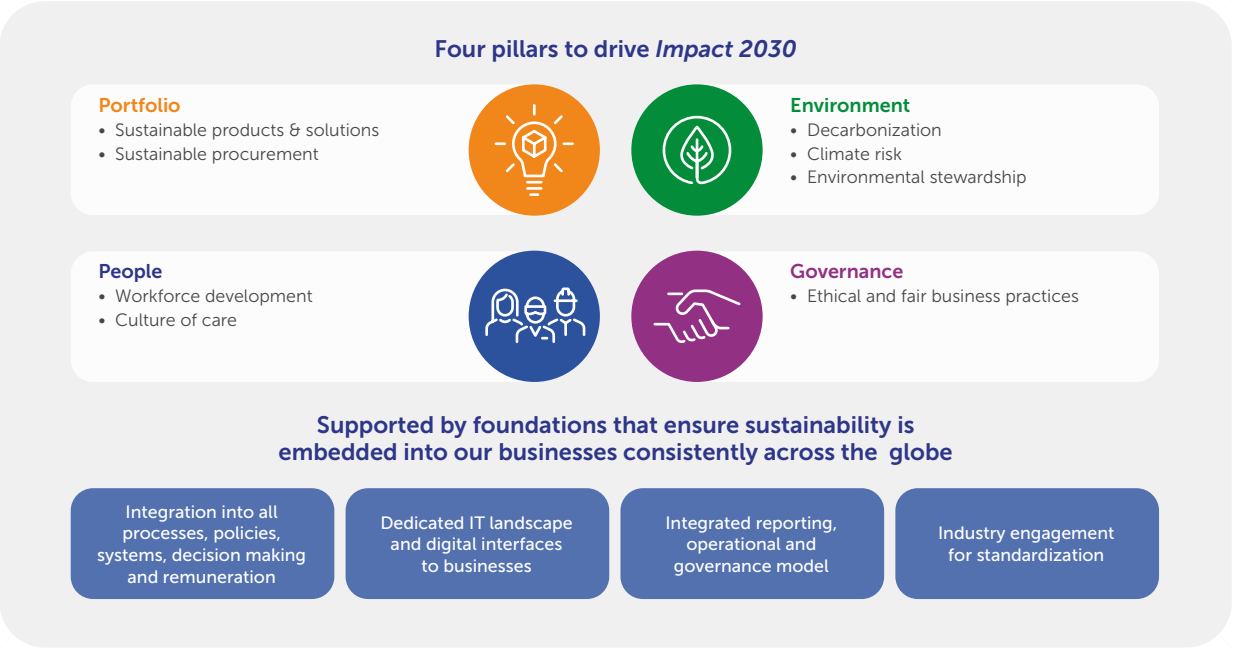 Four pillars to drive Impact 2030
Portfolio
• Sustainable products & solutions
• Sustainable procurement
Environment
• Decarbonization
• Climate risk
• Environmental stewardship
People
• Workforce development
• Culture of care
Governance
• Ethical and fair business practices
Supported by foundations that ensure sustainability is
embedded into our businesses consistently across the globe
Integration into all
processes, policies,
systems, decision making
and remuneration
Dedicated IT landscape
and digital interfaces
to businesses
Integrated reporting,
operational and
governance model
Industry engagement
for standardization